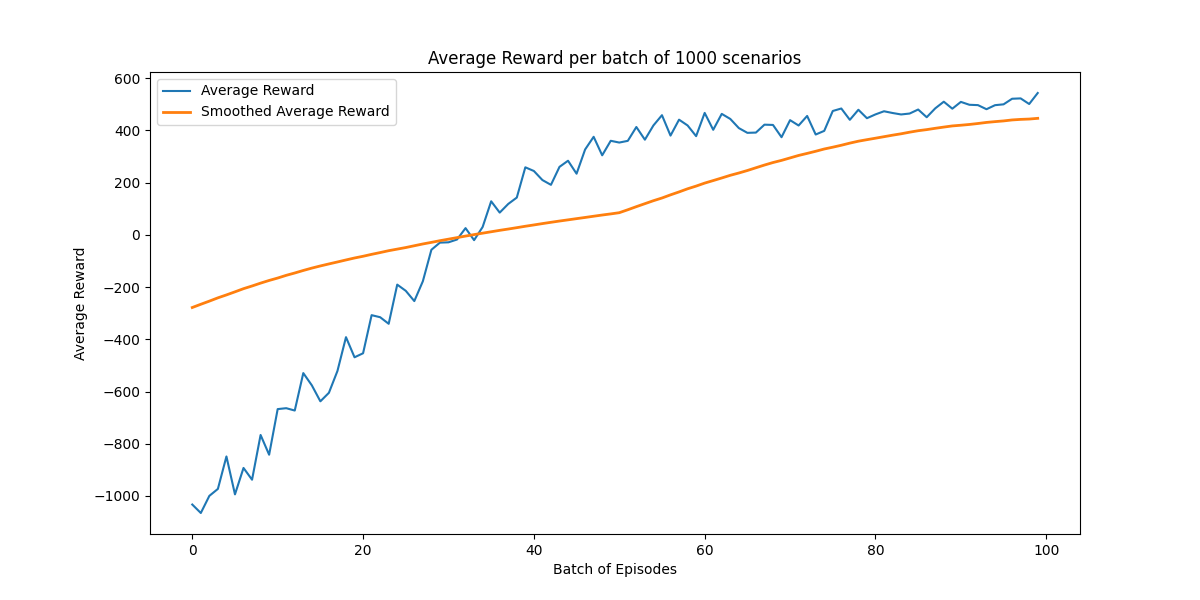 Average Reward per batch of 1000 scenarios
Average Reward
Smoothed Average Reward
600
400
200
0
−200
−400
−600
−800
−1000
Average Reward
0 20 40 60 80 100
Batch of Episodes